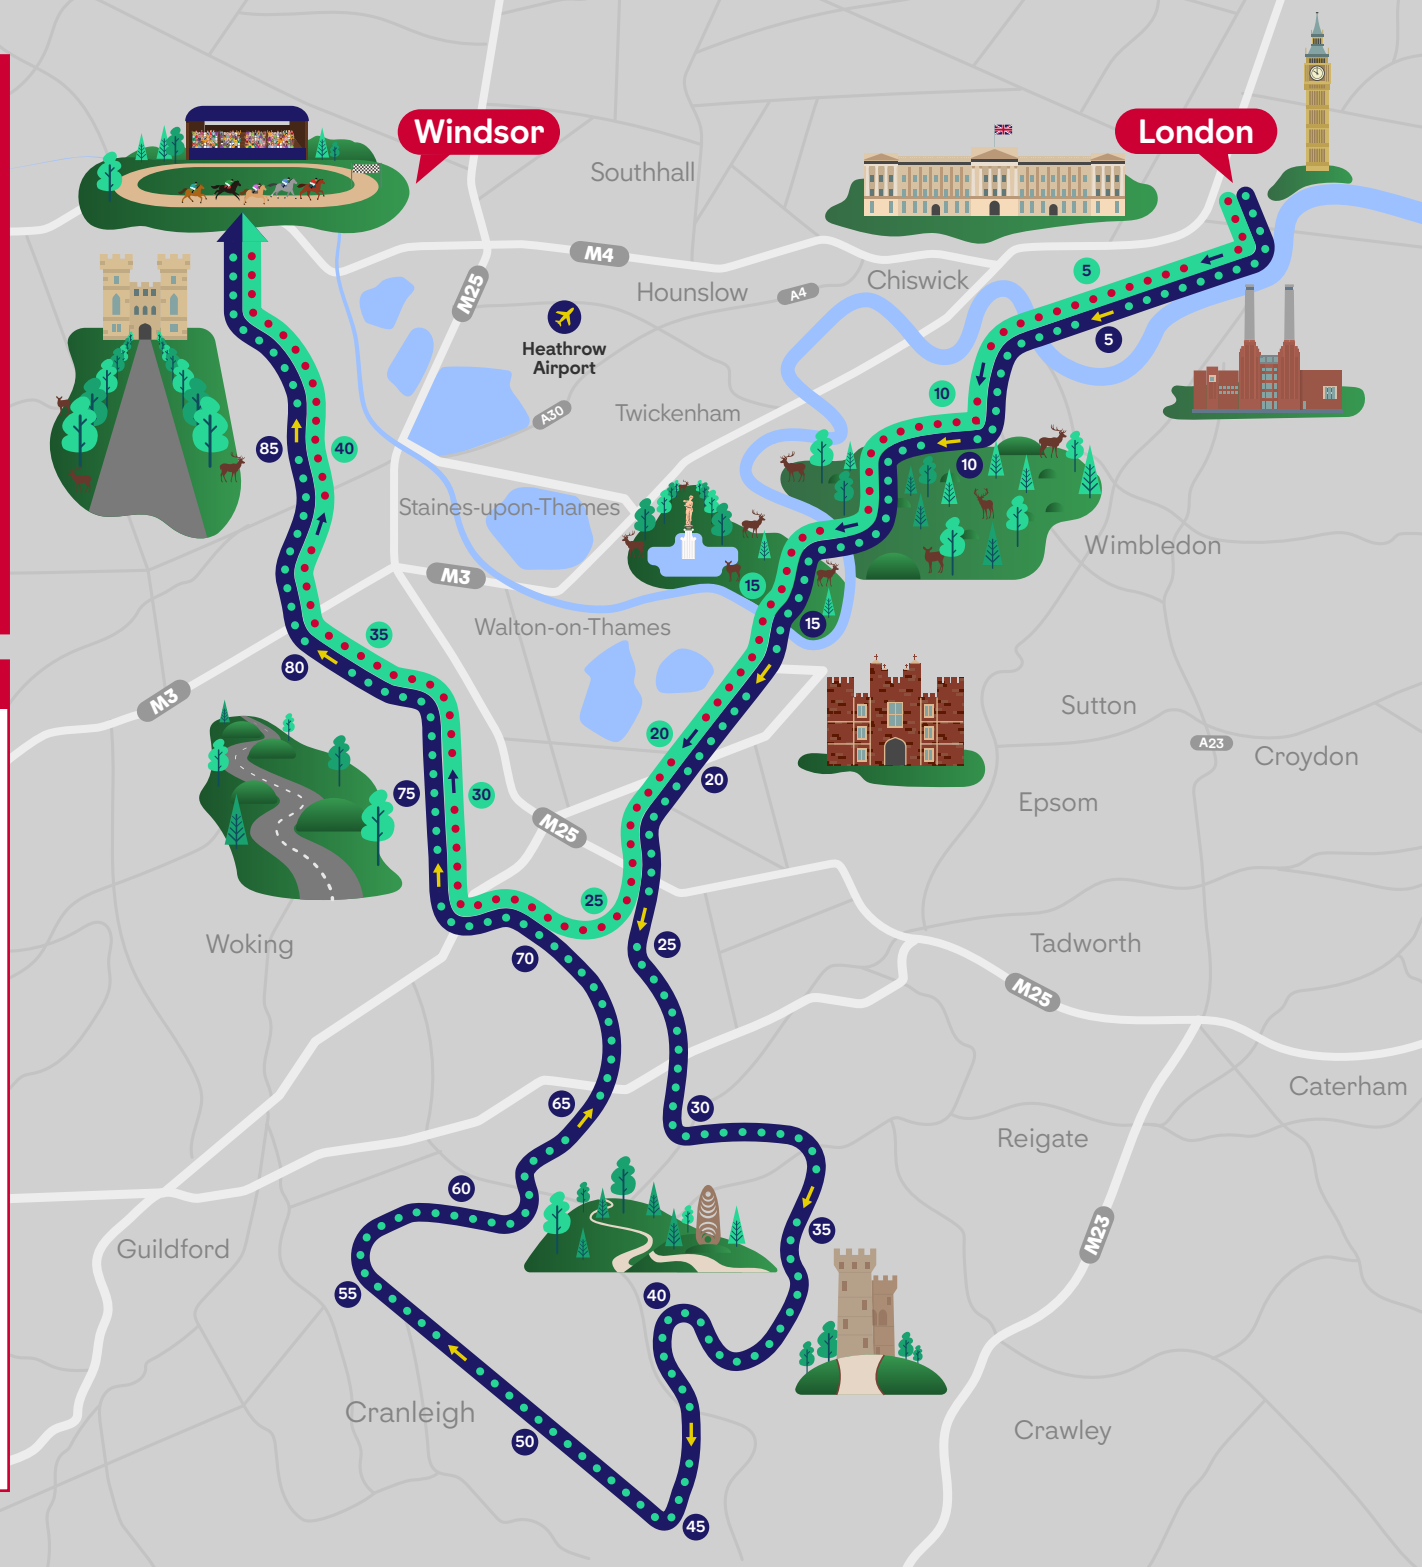 Windsor
London
Southhall
M4
M25
Hounslow
A4
Chiswick
5
5
Heathrow
Airport
A30
Twickenham
10
10
85
40
Staines-upon-Thames
Wimbledon
M3
15
15
Walton-on-Thames
35
80
M3
Sutton
20
20
A23
Croydon
Epsom
75
30
M25
25
25
Woking
70
Tadworth
M25
Caterham
65
30
Reigate
60
35
M23
Guildford
55
40
Cranleigh
50
Crawley
45